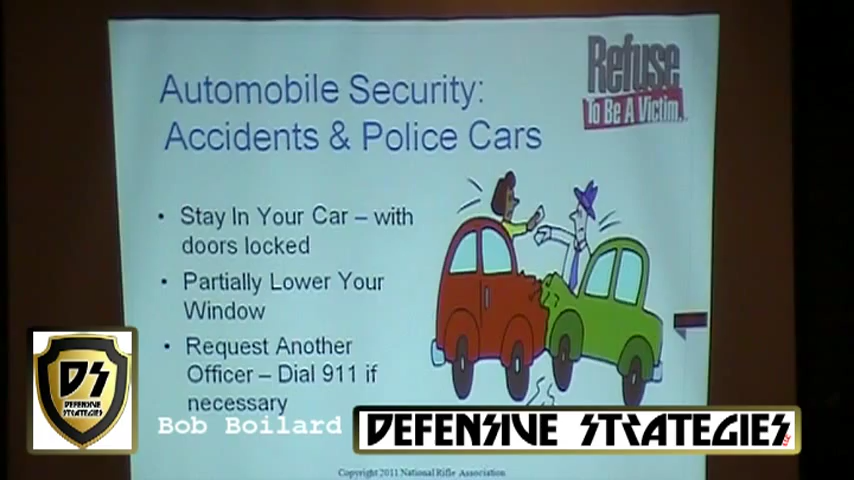 Refuse
To Be A Victim
Automobile Security:
Accidents & Police Cars
• Stay In Your Car – with
doors locked
• Partially Lower Your
Window
• Request Another
Officer – Dial 911 if
necessary
DS
DEFENSIVE
STRATEGIES
Bob Boilard
DEFENSIVE STRATEGIES
Copyright 2011 National Rifle Association